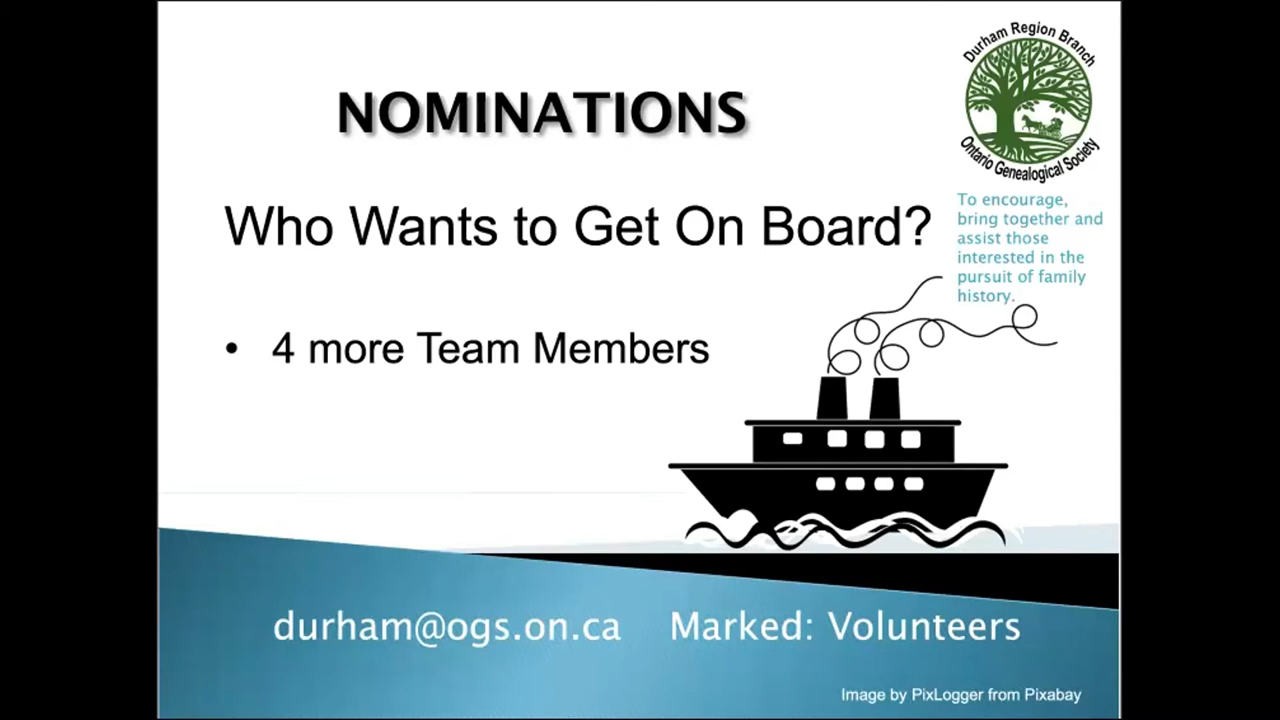 Durham Region Branch
Ontario Genealogical Society
NOMINATIONS
To encourage,
bring together and
assist those
interested in the
pursuit of family
history.
Who Wants to Get On Board?
• 4 more Team Members
durham@ogs.on.ca Marked: Volunteers
Image by PixLogger from Pixabay